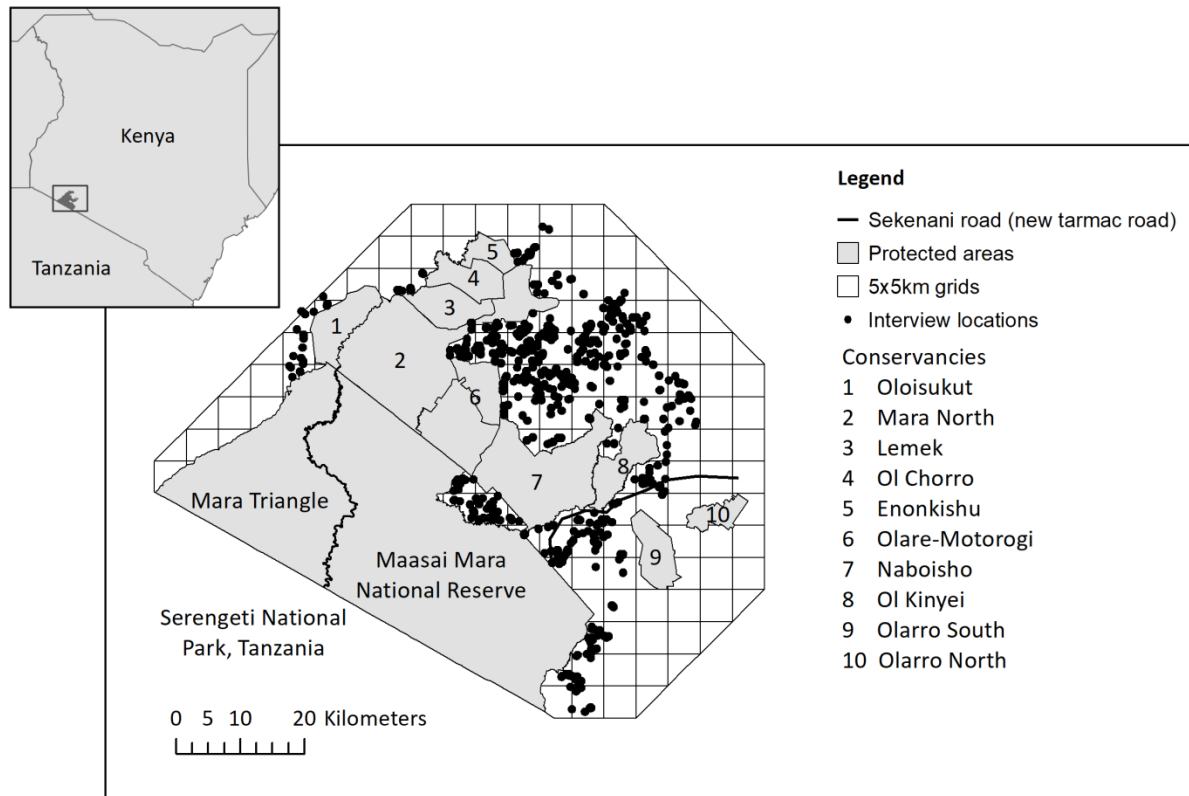 Kenya
Tanzania
Legend
Sekenani road (new tarmac road)
Protected areas
5x5km grids
Interview locations
Conservancies
1 Oloisukut
2 Mara North
3 Lemek
4 Ol Chorro
5 Enonkishu
6 Olare-Motorogi
7 Naboisho
8 Ol Kinyei
9 Olarro South
10 Olarro North
5
4
3
1
2
6
7
8
10
9
Mara Triangle
Maasai Mara
National Reserve
Serengeti National
Park, Tanzania
0 5 10 20 Kilometers